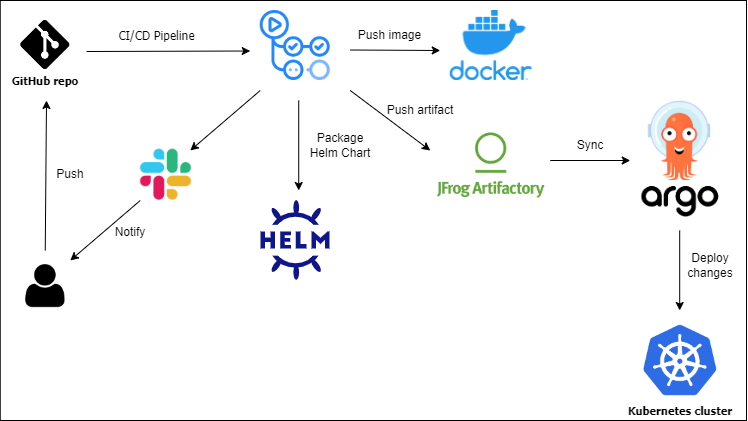 CI/CD Pipeline
Push image
GitHub repo
docker
Push artifact
Package
Helm Chart
Sync
Push
JFrog Artifactory
argo
Notify
HELM
Deploy
changes
Kubernetes cluster